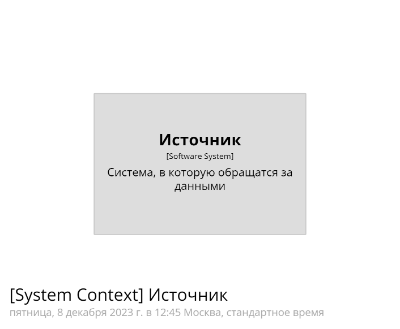 Источник
[Software System]
Система, в которую обращатся за
данными
[System Context] Источник
пятница, 8 декабря 2023 г. в 12:45 Москва, стандартное время